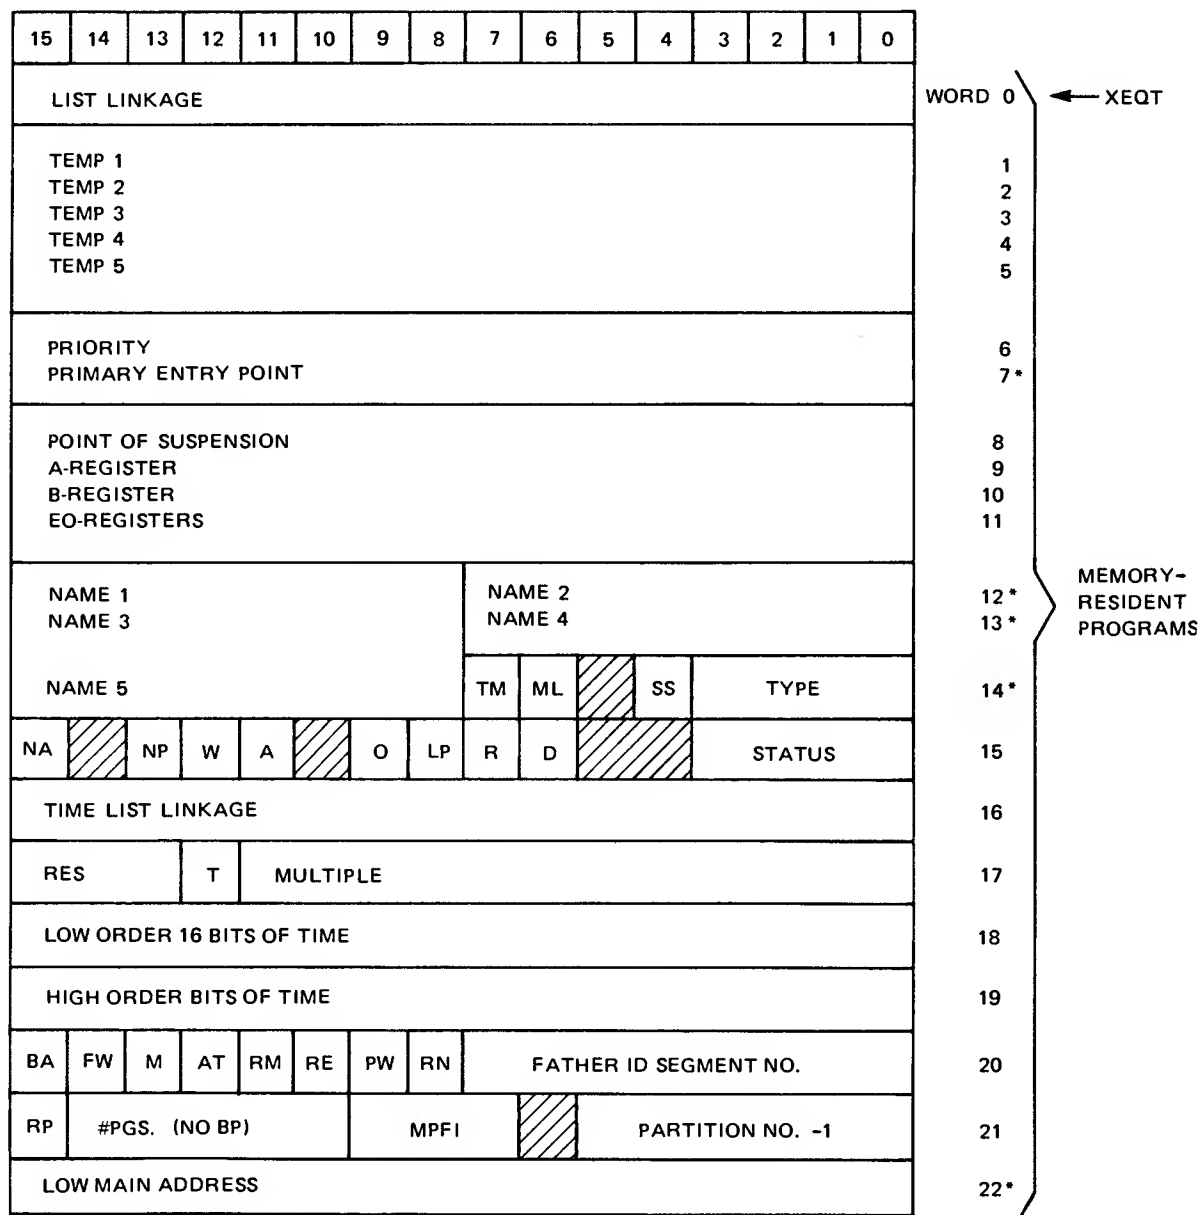 15 14 13 12 11 10 9 8 7 6 5 4 3 2 1 0
LIST LINKAGE WORD 0 XEQT
TEMP 1 1
TEMP 2 2
TEMP 3 3
TEMP 4 4
TEMP 5 5
PRIORITY 6
PRIMARY ENTRY POINT 7*
POINT OF SUSPENSION 8
A-REGISTER 9
B-REGISTER 10
EO-REGISTERS 11
NAME 1 NAME 2 12*
NAME 3 NAME 4 13*
MEMORY-
RESIDENT
PROGRAMS
NAME 5 TM ML SS TYPE 14*
NA NP W A O LP R D STATUS 15
TIME LIST LINKAGE 16
RES T MULTIPLE 17
LOW ORDER 16 BITS OF TIME 18
HIGH ORDER BITS OF TIME 19
BA FW M AT RM RE PW RN FATHER ID SEGMENT NO. 20
RP #PGS. (NO BP) MPFI PARTITION NO. -1 21
LOW MAIN ADDRESS 22*